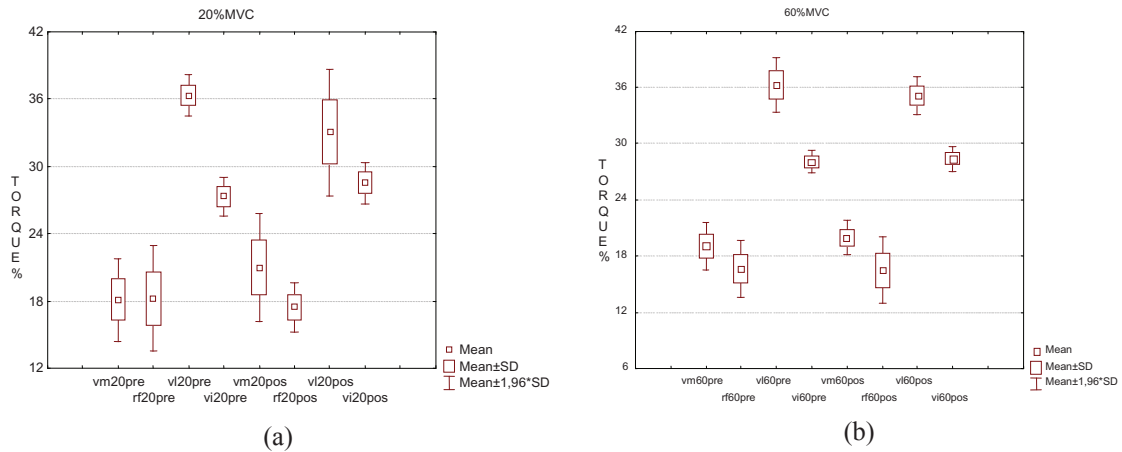 20%MVC
42
36
30
24
18
12
TORQUE%
vm20pre
vl20pre
vm20pos
vl20pos
rf20pre
vi20pre
rf20pos
vi20pos
Mean
Mean±SD
Mean±1,96*SD
(a)
60%MVC
42
36
30
24
18
12
6
TORQUE%
vm60pre
vl60pre
vm60pos
vl60pos
rf60pre
vi60pre
rf60pos
vi60pos
Mean
Mean±SD
Mean±1,96*SD
(b)